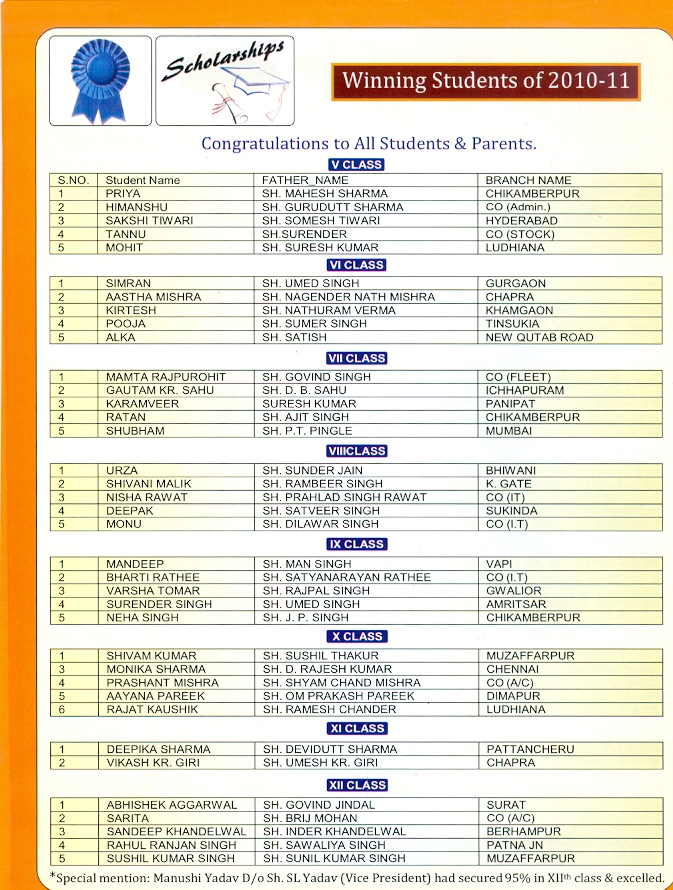 Scholarships
Winning Students of 2010-11
Congratulations to All Students & Parents.
V CLASS
S.NO. Student Name FATHER_NAME BRANCH NAME
1 PRIYA SH. MAHESH SHARMA CHIKAMBERPUR
2 HIMANSHU SH. GURUDUTT SHARMA CO (Admin.)
3 SAKSHI TIWARI SH. SOMESH TIWARI HYDERABAD
4 TANNU SH.SURENDER CO (STOCK)
5 MOHIT SH. SURESH KUMAR LUDHIANA
VI CLASS
1 SIMRAN SH. UMED SINGH GURGAON
2 AASTHA MISHRA SH. NAGENDER NATH MISHRA CHAPRA
3 KIRTESH SH. NATHURAM VERMA KHAMGAON
4 POOJA SH. SUMER SINGH TINSUKIA
5 ALKA SH. SATISH NEW QUTAB ROAD
VII CLASS
1 MAMTA RAJPUROHIT SH. GOVIND SINGH CO (FLEET)
2 GAUTAM KR. SAHU SH. D. B. SAHU ICHHAPURAM
3 KARAMVEER SURESH KUMAR PANIPAT
4 RATAN SH. AJIT SINGH CHIKAMBERPUR
5 SHUBHAM SH. P.T. PINGLE MUMBAI
VIIICLASS
1 URZA SH. SUNDER JAIN BHIWANI
2 SHIVANI MALIK SH. RAMBEER SINGH K. GATE
3 NISHA RAWAT SH. PRAHLAD SINGH RAWAT CO (IT)
4 DEEPAK SH. SATVEER SINGH SUKINDA
5 MONU SH. DILAWAR SINGH CO (I.T)
IX CLASS
1 MANDEEP SH. MAN SINGH VAPI
2 BHARTI RATHEE SH. SATYANARAYAN RATHEE CO (I.T)
3 VARSHA TOMAR SH. RAJPAL SINGH GWALIOR
4 SURENDER SINGH SH. UMED SINGH AMRITSAR
5 NEHA SINGH SH. J. P. SINGH CHIKAMBERPUR
X CLASS
1 SHIVAM KUMAR SH. SUSHIL THAKUR MUZAFFARPUR
3 MONIKA SHARMA SH. D. RAJESH KUMAR CHENNAI
4 PRASHANT MISHRA SH. SHYAM CHAND MISHRA CO (A/C)
5 AAYANA PAREEK SH. OM PRAKASH PAREEK DIMAPUR
6 RAJAT KAUSHIK SH. RAMESH CHANDER LUDHIANA
XI CLASS
1 DEEPIKA SHARMA SH. DEVIDUTT SHARMA PATTANCHERU
2 VIKASH KR. GIRI SH. UMESH KR. GIRI CHAPRA
XII CLASS
1 ABHISHEK AGGARWAL SH. GOVIND JINDAL SURAT
2 SARITA SH. BRIJ MOHAN CO (A/C)
3 SANDEEP KHANDELWAL SH. INDER KHANDELWAL BERHAMPUR
4 RAHUL RANJAN SINGH SH. SAWALIYA SINGH PATNA JN
5 SUSHIL KUMAR SINGH SH. SUNIL KUMAR SINGH MUZAFFARPUR
*Special mention: Manushi Yadav D/o Sh. SL Yadav (Vice President) had secured 95% in XIIth class & excelled.